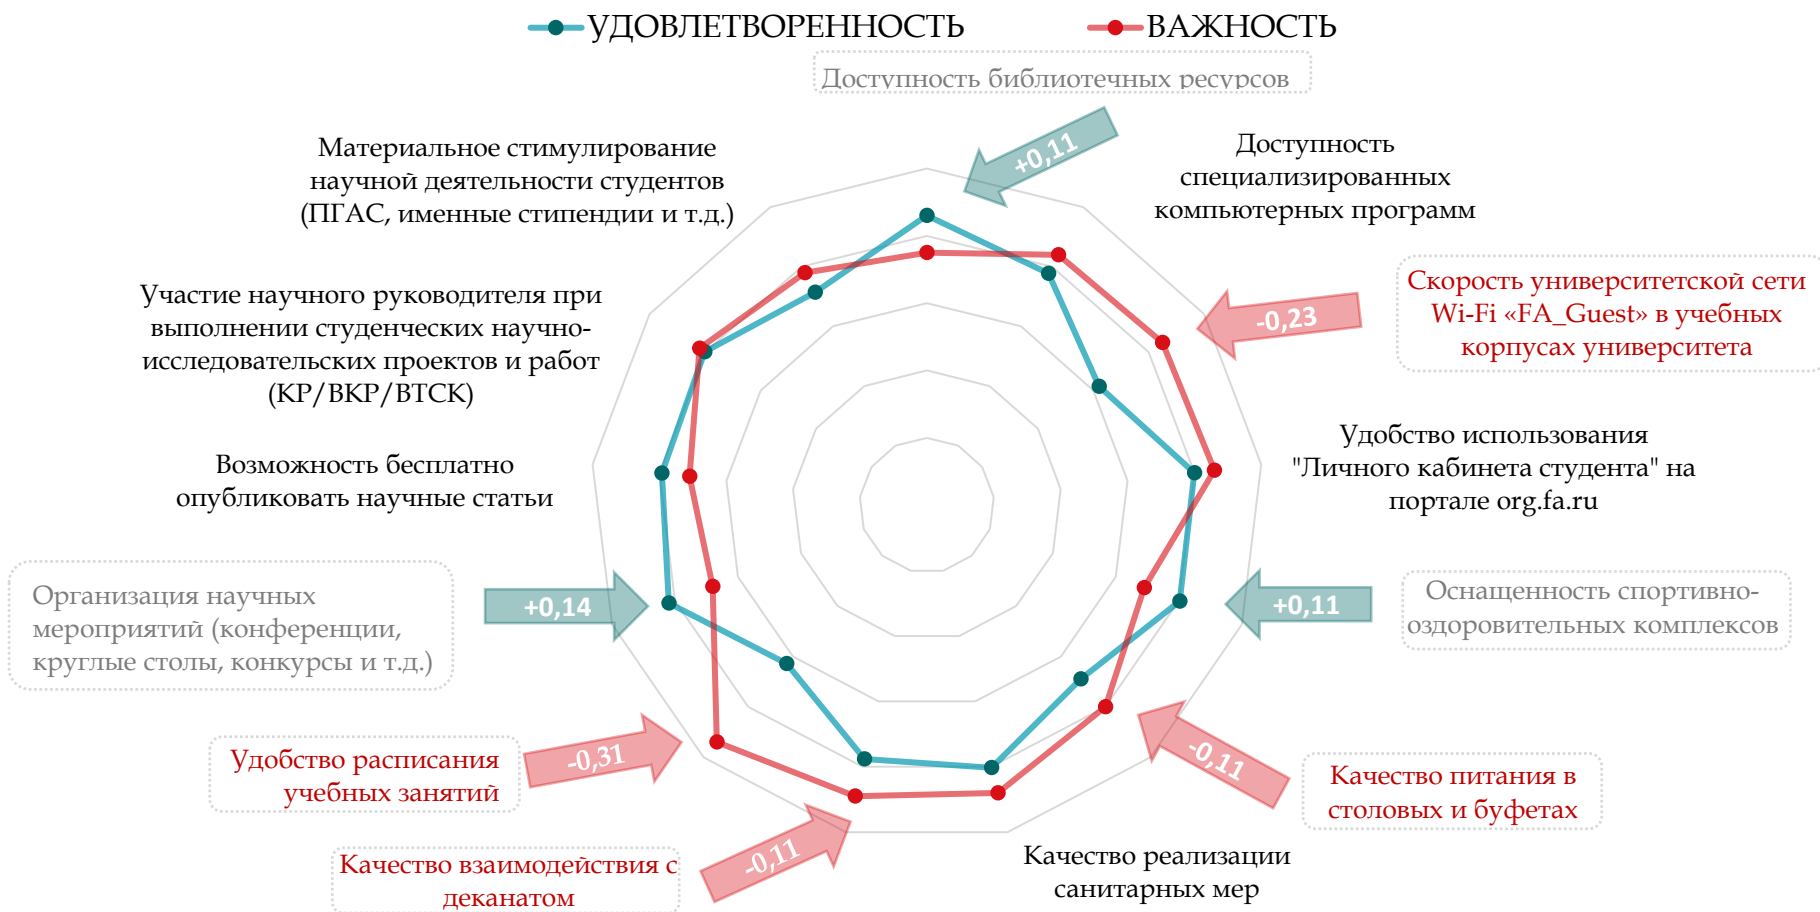 УДОВЛЕТВОРЕННОСТЬ
ВАЖНОСТЬ
Доступность библиотечных ресурсов
+0,11
Доступность
специализированных
компьютерных программ
Материальное стимулирование
научной деятельности студентов
(ПГАС, именные стипендии и т.д.)
-0,23
Скорость университетской сети
Wi-Fi «FA_Guest» в учебных
корпусах университета
Участие научного руководителя при
выполнении студенческих научно-
исследовательских проектов и работ
(КР/ВКР/ВТСК)
Удобство использования
"Личного кабинета студента" на
портале org.fa.ru
Возможность бесплатно
опубликовать научные статьи
Организация научных
мероприятий (конференции,
круглые столы, конкурсы и т.д.)
+0,14
+0,11
Оснащенность спортивно-
оздоровительных комплексов
Удобство расписания
учебных занятий
-0,31
-0,11
Качество питания в
столовых и буфетах
Качество взаимодействия с
деканатом
-0,11
Качество реализации
санитарных мер